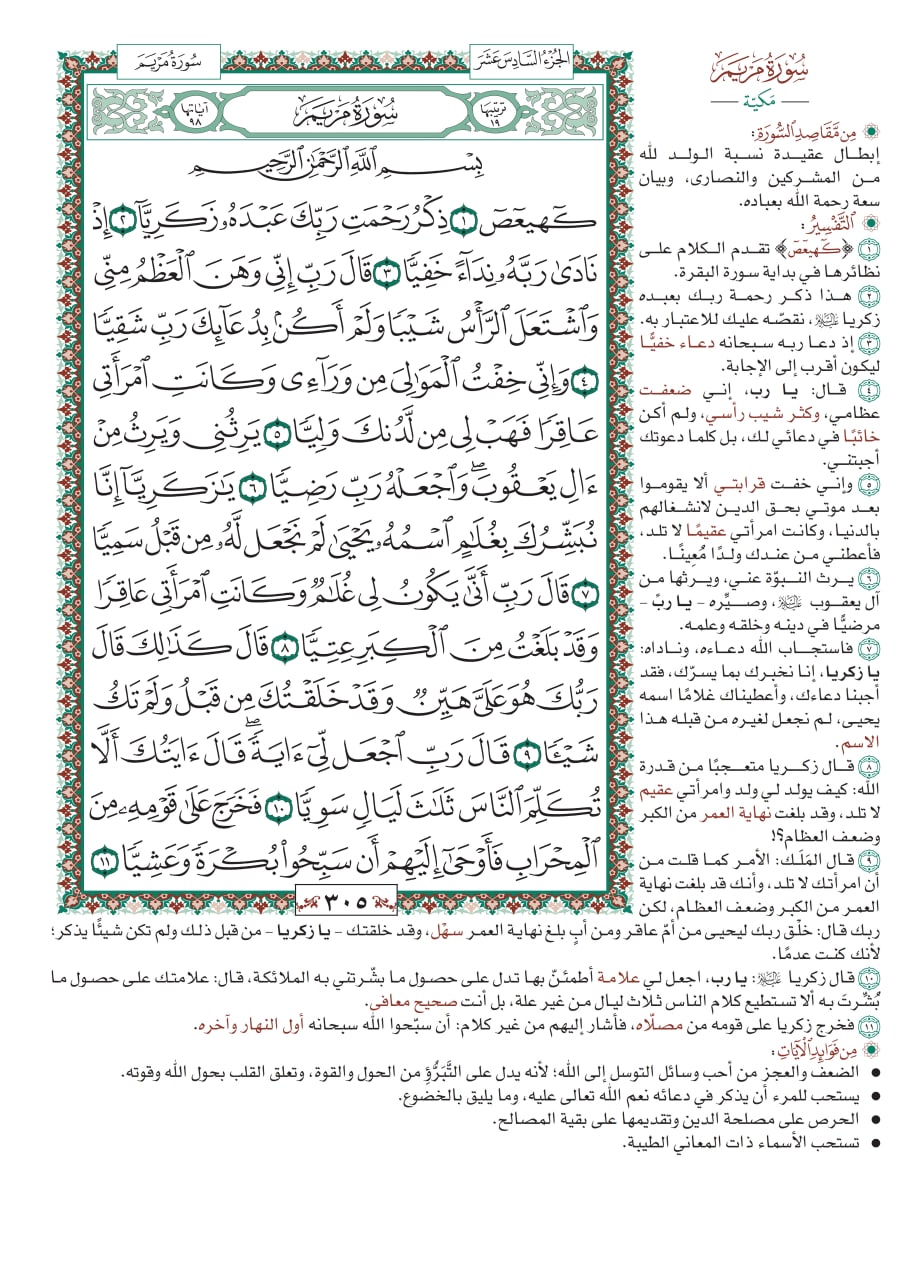 الجُزْءُ السَّادِسَ عَشَرَ
سُورَةُ مَرْيَمَ
ترتيبها ١٩
سُورَةُ مَرْيَمَ
آياتها ٩٨
بِسْمِ اللَّهِ الرَّحْمَٰنِ الرَّحِيمِ
كٓهيعٓصٓ ١ ذِكْرُ رَحْمَتِ رَبِّكَ عَبْدَهُۥ زَكَرِيَّآ ٢ إِذْ
نَادَىٰ رَبَّهُۥ نِدَآءً خَفِيًّا ٣ قَالَ رَبِّ إِنِّي وَهَنَ ٱلْعَظْمُ مِنِّي
وَٱشْتَعَلَ ٱلرَّأْسُ شَيْبًا وَلَمْ أَكُنۢ بِدُعَآئِكَ رَبِّ شَقِيًّا
٤ وَإِنِّي خِفْتُ ٱلْمَوَٰلِيَ مِن وَرَآءِي وَكَانَتِ ٱمْرَأَتِي
عَاقِرًا فَهَبْ لِي مِن لَّدُنكَ وَلِيًّا ٥ يَرِثُنِي وَيَرِثُ مِنْ
ءَالِ يَعْقُوبَۖ وَٱجْعَلْهُ رَبِّ رَضِيًّا ٦ يَٰزَكَرِيَّآ إِنَّا
نُبَشِّرُكَ بِغُلَٰمٍ ٱسْمُهُۥ يَحْيَىٰ لَمْ نَجْعَل لَّهُۥ مِن قَبْلُ سَمِيًّا
٧ قَالَ رَبِّ أَنَّىٰ يَكُونُ لِي غُلَٰمٌ وَكَانَتِ ٱمْرَأَتِي عَاقِرًا
وَقَدْ بَلَغْتُ مِنَ ٱلْكِبَرِ عِتِيًّا ٨ قَالَ كَذَٰلِكَ قَالَ
رَبُّكَ هُوَ عَلَيَّ هَيِّنٌ وَقَدْ خَلَقْتُكَ مِن قَبْلُ وَلَمْ تَكُ
شَيْـًٔا ٩ قَالَ رَبِّ ٱجْعَل لِّيٓ ءَايَةًۖ قَالَ ءَايَتُكَ أَلَّا
تُكَلِّمَ ٱلنَّاسَ ثَلَٰثَ لَيَالٍ سَوِيًّا ١٠ فَخَرَجَ عَلَىٰ قَوْمِهِۦ مِنَ
ٱلْمِحْرَابِ فَأَوْحَىٰٓ إِلَيْهِمْ أَن سَبِّحُوا۟ بُكْرَةً وَعَشِيًّا ١١
٣٠٥
سُورَةُ مَرْيَمَ
— مَكيّة —
مِن مَّقَاصِدِ السُّورَةِ:
إبطال عقيدة نسبة الولد لله
من المشركين والنصارى، وبيان
سعة رحمة الله بعباده.
التَّفْسِيرُ:
١ ﴿كٓهيعٓصٓ﴾ تقدم الكلام على
نظائرها في بداية سورة البقرة.
٢ هذا ذكر رحمة ربك بعبده
زكريا ﷺ، نقصّه عليك للاعتبار به.
٣ إذ دعا ربه سبحانه دعاء خفيًّا
ليكون أقرب إلى الإجابة.
٤ قال: يا رب، إني ضعفت
عظامي، وكثر شيب رأسي، ولم أكن
خائبًا في دعائي لك، بل كلما دعوتك
أجبتني.
٥ وإني خفت قرابتي ألا يقوموا
بعد موتي بحق الدين لانشغالهم
بالدنيا، وكانت امرأتي عقيمًا لا تلد،
فأعطني من عندك ولدًا مُعِينًا.
٦ يرث النبوّة عني، ويرثها من
آل يعقوب ﷺ، وصيِّره - يا ربّ -
مرضيًّا في دينه وخلقه وعلمه.
٧ فاستجاب الله دعاءه، وناداه:
يا زكريا، إنا نخبرك بما يسرّك، فقد
أجبنا دعاءك، وأعطيناك غلامًا اسمه
يحيى، لم نجعل لغيره من قبله هذا
الاسم.
٨ قال زكريا متعجبًا من قدرة
الله: كيف يولد لي ولد وامرأتي عقيم
لا تلد، وقد بلغت نهاية العمر من الكبر
وضعف العظام؟!
٩ قال المَلَك: الأمر كما قلت من
أن امرأتك لا تلد، وأنك قد بلغت نهاية
العمر من الكبر وضعف العظام، لكن
ربك قال: خلْق ربك ليحيى من أمّ عاقر ومن أبٍ بلغ نهاية العمر سهْل، وقد خلقتك - يا زكريا - من قبل ذلك ولم تكن شيئًا يذكر؛
لأنك كنت عدمًا.
١٠ قال زكريا ﷺ: يا رب، اجعل لي علامة أطمئنّ بها تدل على حصول ما بشّرتني به الملائكة، قال: علامتك على حصول ما
بُشّرتَ به ألا تستطيع كلام الناس ثلاث ليال من غير علة، بل أنت صحيح معافى.
١١ فخرج زكريا على قومه من مصلّاه، فأشار إليهم من غير كلام: أن سبّحوا الله سبحانه أول النهار وآخره.
مِن فَوَائِدِ الْآيَاتِ:
• الضعف والعجز من أحب وسائل التوسل إلى الله؛ لأنه يدل على التَّبَرُّؤِ من الحول والقوة، وتعلق القلب بحول الله وقوته.
• يستحب للمرء أن يذكر في دعائه نعم الله تعالى عليه، وما يليق بالخضوع.
• الحرص على مصلحة الدين وتقديمها على بقية المصالح.
• تستحب الأسماء ذات المعاني الطيبة.